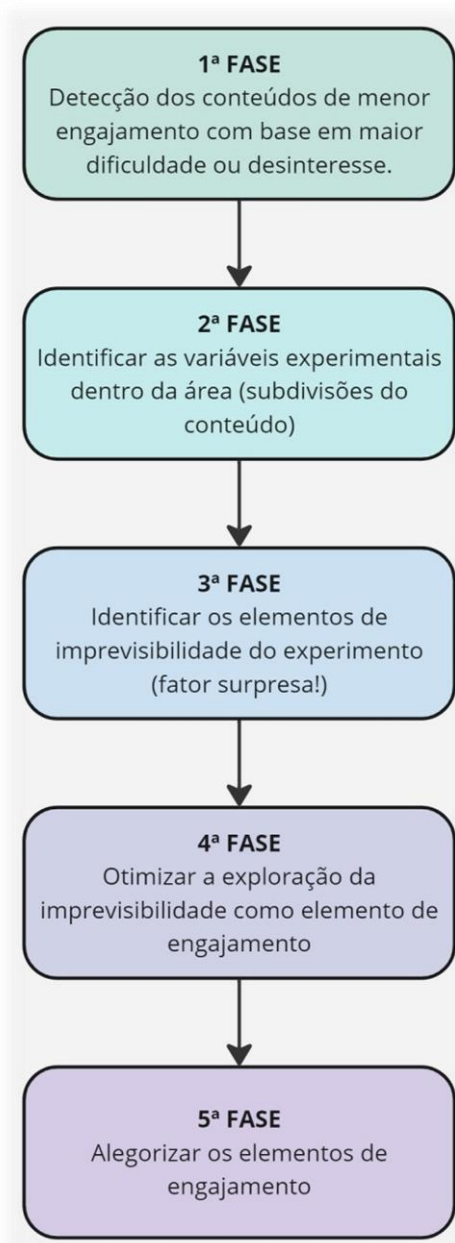 1ª FASE
Detecção dos conteúdos de menor
engajamento com base em maior
dificuldade ou desinteresse.
2ª FASE
Identificar as variáveis experimentais
dentro da área (subdivisões do
conteúdo)
3ª FASE
Identificar os elementos de
imprevisibilidade do experimento
(fator surpresa!)
4ª FASE
Otimizar a exploração da
imprevisibilidade como elemento de
engajamento
5ª FASE
Alegorizar os elementos de
engajamento